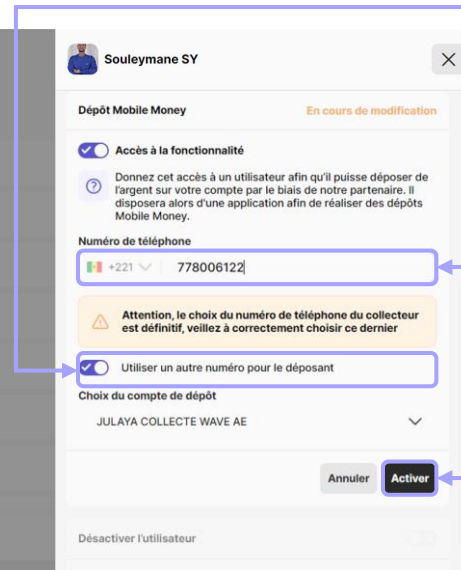 Souleymane SY
Dépôt Mobile Money
En cours de modification
Accès à la fonctionnalité
Donnez cet accès à un utilisateur afin qu'il puisse déposer de
l'argent sur votre compte par le biais de notre partenaire. Il
disposera alors d'une application afin de réaliser des dépôts
Mobile Money.
Numéro de téléphone
+221 778006122
Attention, le choix du numéro de téléphone du collecteur
est définitif, veillez à correctement choisir ce dernier
Utiliser un autre numéro pour le déposant
Choix du compte de dépôt
JULAYA COLLECTE WAVE AE
Annuler Activer
Désactiver l'utilisateur